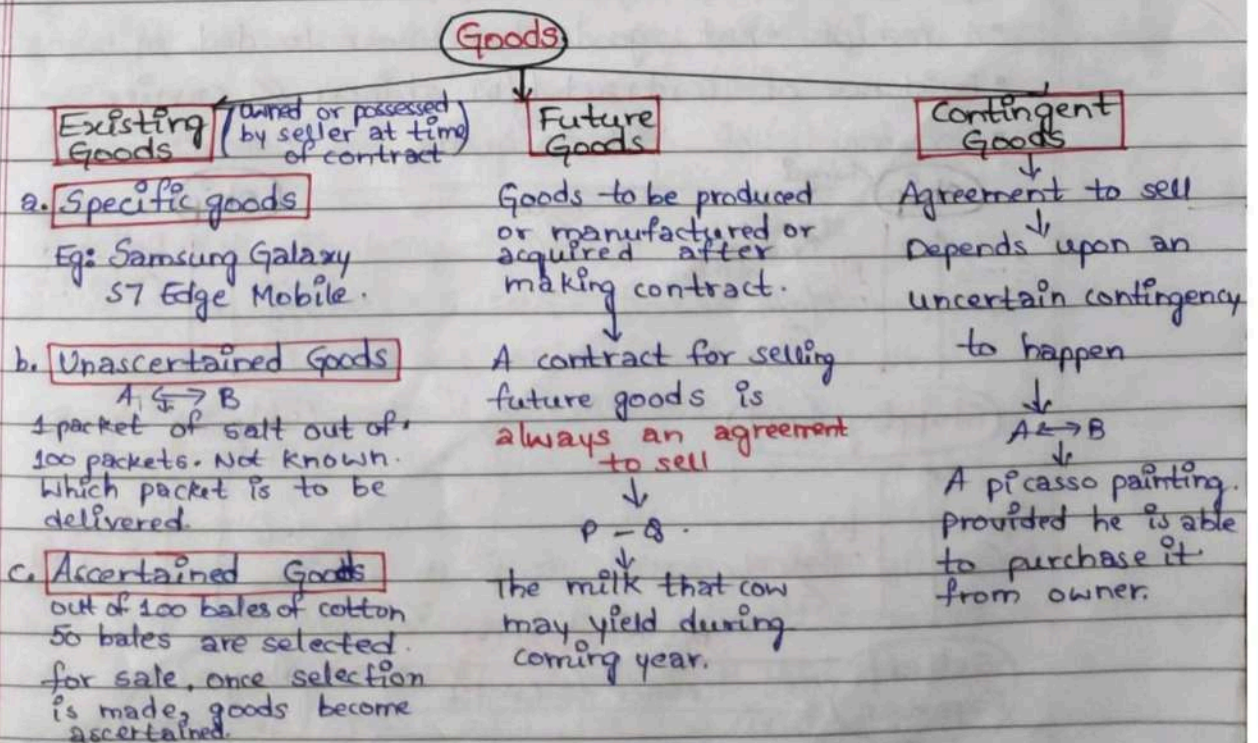 Goods
Existing
Goods
(owned or possessed
by seller at time
of contract)
a. Specific goods
Eg: Samsung Galaxy
S7 Edge Mobile.
b. Unascertained Goods
A ↔ B
1 packet of salt out of
100 packets. Not known.
Which packet is to be
delivered.
c. Ascertained Goods
out of 100 bales of cotton
50 bales are selected.
for sale, once selection
is made, goods become
ascertained.
Future
Goods
Goods to be produced
or manufactured or
acquired after
making contract.
A contract for selling
future goods is
always an agreement
to sell
P - Q.
The milk that cow
may yield during
coming year.
Contingent
Goods
Agreement to sell
Depends upon an
uncertain contingency
to happen
A ↔ B
A picasso painting.
provided he is able
to purchase it
from owner.